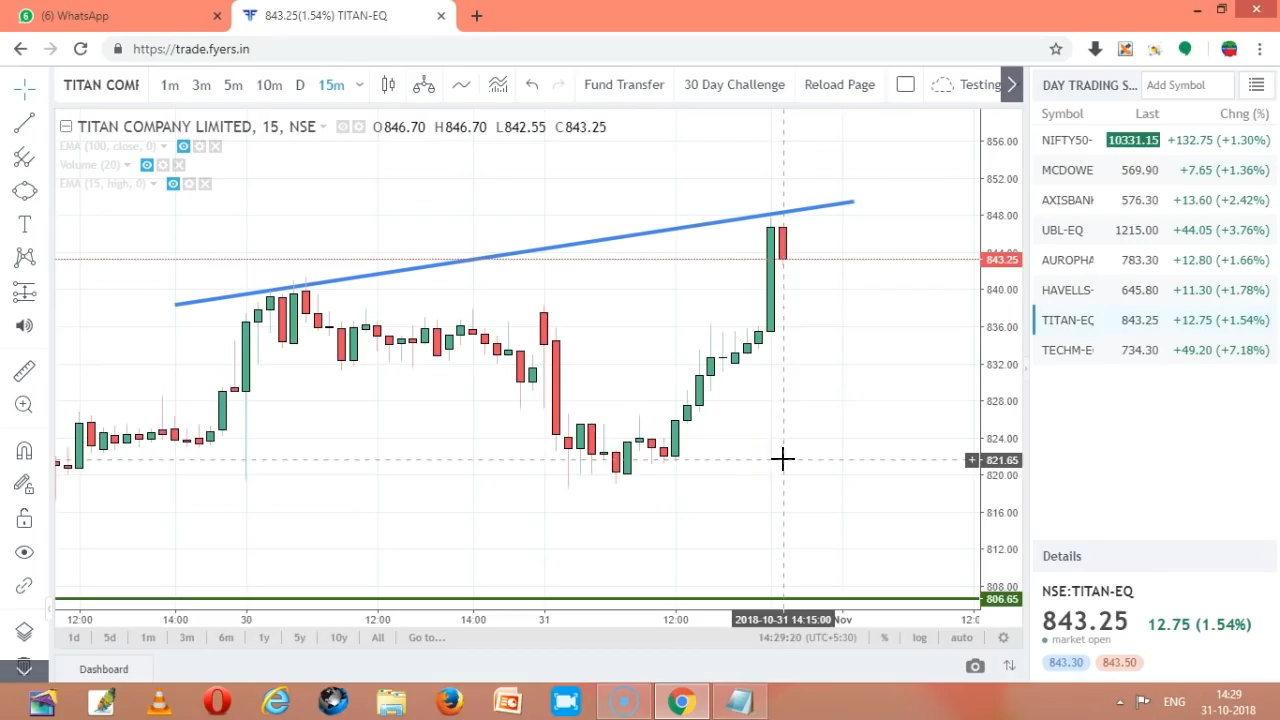 (6) WhatsApp
843.25(1.54%) TITAN-EQ
https://trade.fyers.in
TITAN COMP 1m 3m 5m 10m D 15m Fund Transfer 30 Day Challenge Reload Page Testing
TITAN COMPANY LIMITED, 15, NSE O846.70 H846.70 L842.55 C843.25
EMA (100, close, 0)
Volume (20)
EMA (15, high, 0)
856.00
852.00
848.00
844.00
843.25
840.00
836.00
832.00
828.00
824.00
821.65
820.00
816.00
812.00
808.00
806.65
12:00 14:00 30 12:00 14:00 31 12:00 2018-10-31 14:15:00 Nov 12:0
1d 5d 1m 3m 6m 1y 5y 10y All Go to... 14:29:20 (UTC+5:30) % log auto
Dashboard
DAY TRADING S... Add Symbol
Symbol Last Chng (%)
NIFTY50- 10331.15 +132.75 (+1.30%)
MCDOWE 569.90 +7.65 (+1.36%)
AXISBAN 576.30 +13.60 (+2.42%)
UBL-EQ 1215.00 +44.05 (+3.76%)
AUROPHA 783.30 +12.80 (+1.66%)
HAVELLS- 645.80 +11.30 (+1.78%)
TITAN-EQ 843.25 +12.75 (+1.54%)
TECHM-E 734.30 +49.20 (+7.18%)
Details
NSE:TITAN-EQ
843.25 12.75 (1.54%)
market open
843.30 843.50
ENG
14:29
31-10-2018